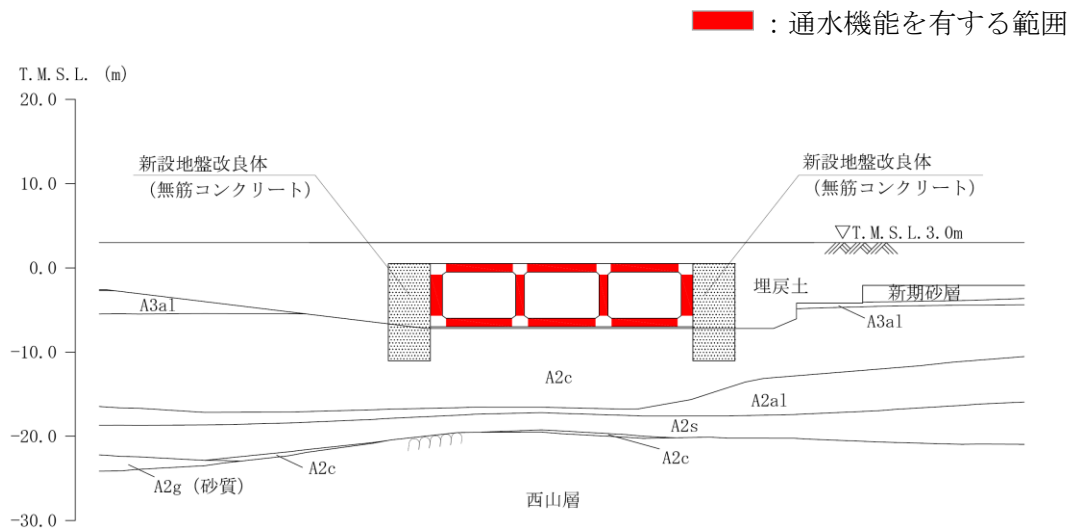 ：通水機能を有する範囲
T.M.S.L. (m)
20.0
新設地盤改良体
（無筋コンクリート）
新設地盤改良体
（無筋コンクリート）
10.0
▽T.M.S.L.3.0m
0.0
埋戻土
新期砂層
A3al
A3al
-10.0
A2c
A2al
A2s
-20.0
A2c
A2c
A2g（砂質）
西山層
-30.0